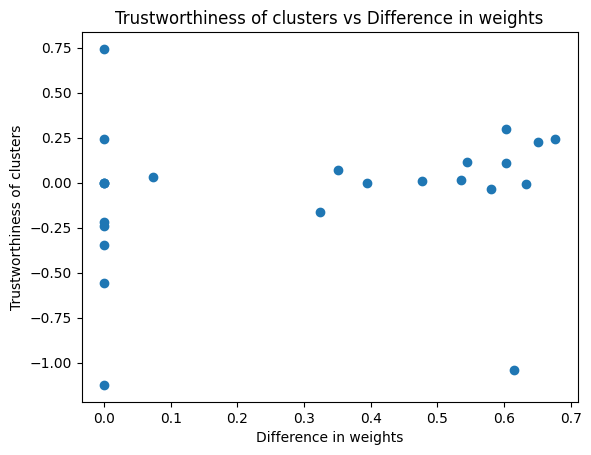 Trustworthiness of clusters vs Difference in weights
Trustworthiness of clusters
0.75
0.50
0.25
0.00
−0.25
−0.50
−0.75
−1.00
0.0 0.1 0.2 0.3 0.4 0.5 0.6 0.7
Difference in weights